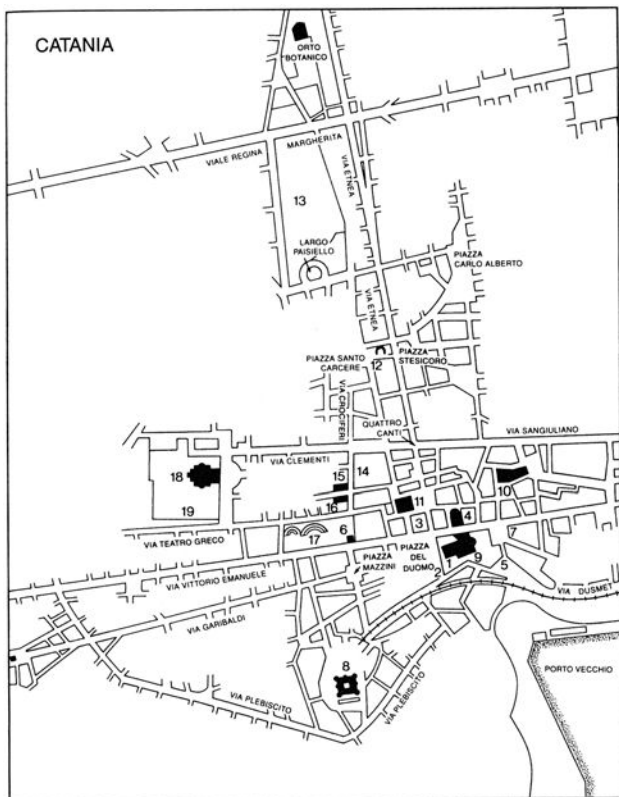 CATANIA
ORTO
BOTANICO
VIALE REGINA
MARGHERITA
VIA ETNEA
13
LARGO
PAISIELLO
PIAZZA
CARLO ALBERTO
VIA ETNEA
PIAZZA SANTO
CARCERE
12
PIAZZA
STESICORO
VIA CROCIFERI
QUATTRO
CANTI
VIA SANGIULIANO
VIA CLEMENTI
14
18
15
10
19
16
11
4
3
VIA TEATRO GRECO
17
6
7
PIAZZA
MAZZINI
PIAZZA
DEL
DUOMO
2
1
9
5
VIA VITTORIO EMANUELE
VIA DUSMET
VIA GARIBALDI
8
PORTO VECCHIO
VIA PLEBISCITO
VIA PLEBISCITO